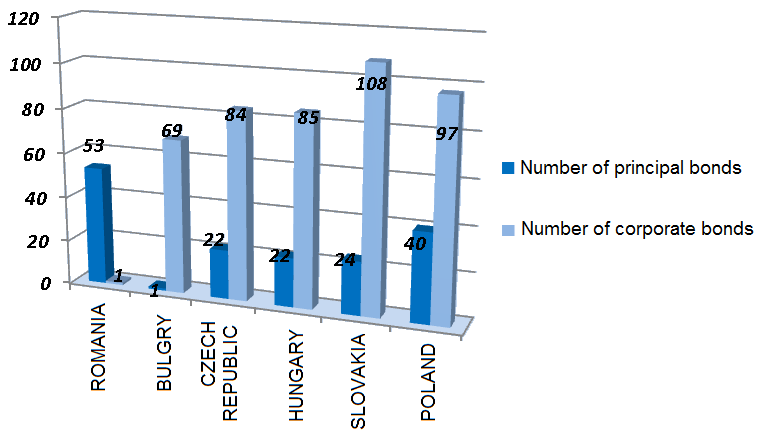 120
100
80
60
40
20
0
53
1
1
69
22
84
22
85
24
108
40
97
ROMANIA
BULGRY
CZECH
REPUBLIC
HUNGARY
SLOVAKIA
POLAND
Number of principal bonds
Number of corporate bonds